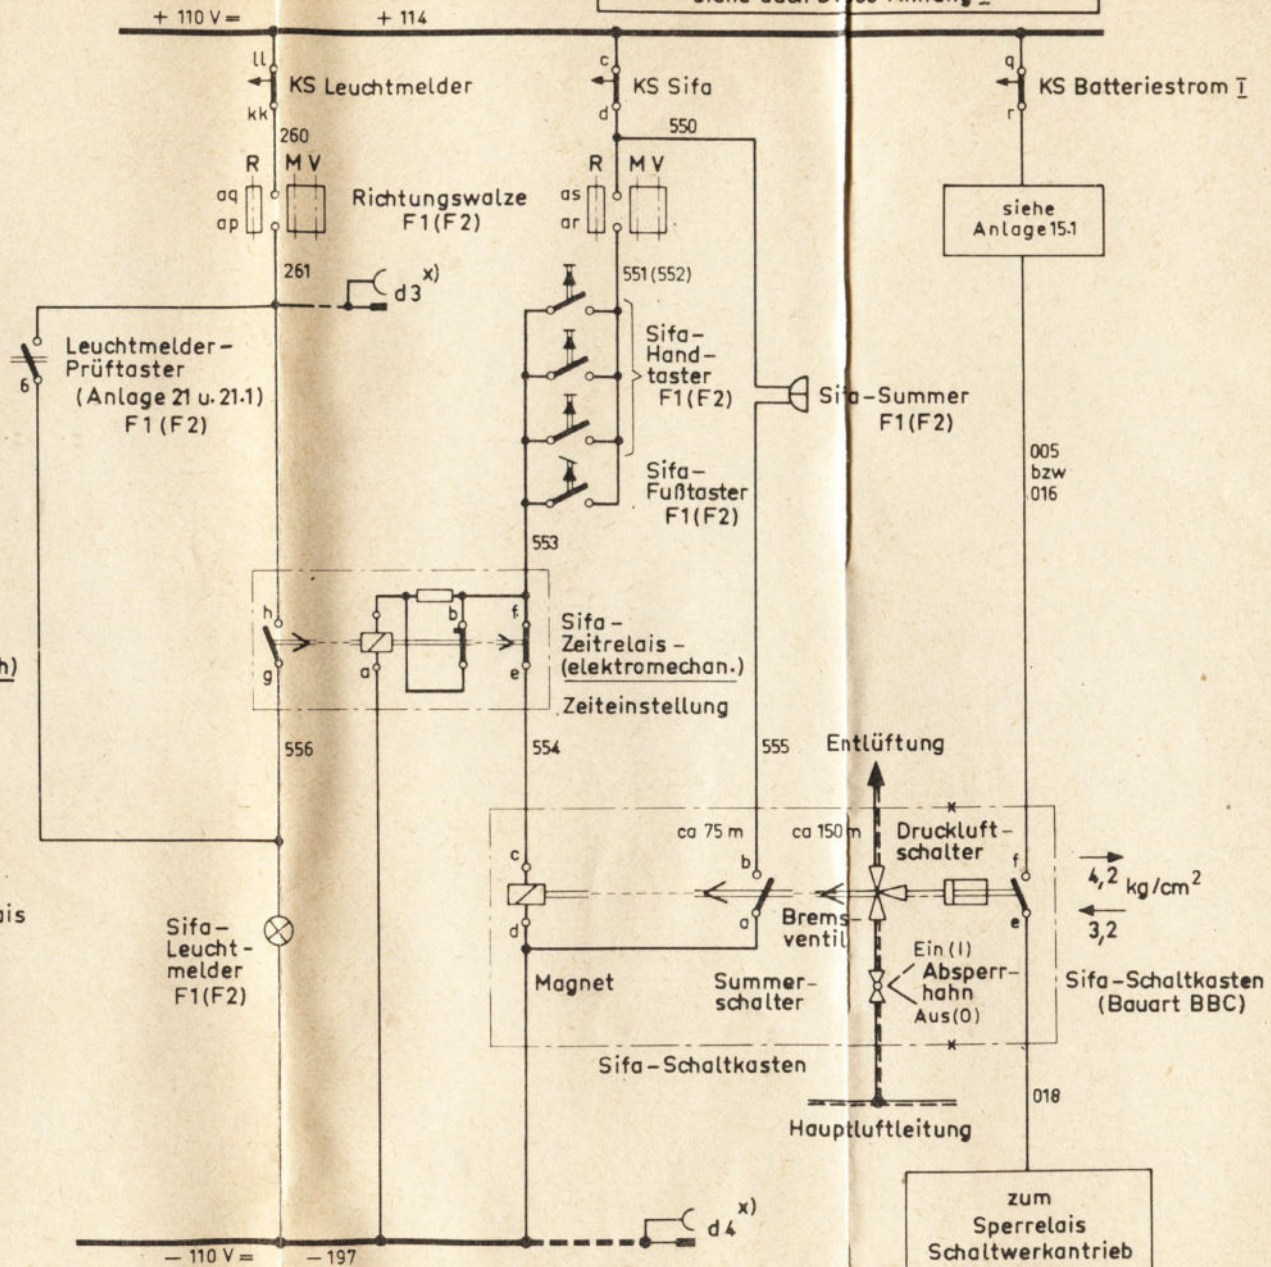 + 110 V =
+ 114
ll
KS Leuchtmelder
kk
260
R
M V
aq
ap
Richtungswalze
F1(F2)
261
d3 x)
c
KS Sifa
d
550
R
M V
as
ar
551(552)
q
KS Batteriestrom I
r
siehe
Anlage 15.1
Leuchtmelder-
Prüftaster
(Anlage 21 u. 21.1)
F1(F2)
6
Sifa-
Hand-
taster
F1(F2)
Sifa-
Fußtaster
F1(F2)
Sifa-Summer
F1(F2)
005
bzw
016
553
h
g
a
b
f
e
Sifa-
Zeitrelais-
(elektromechan.)
Zeiteinstellung
h)
556
554
555
Entlüftung
ca 75 m
ca 150 m
Druckluft-
schalter
c
d
b
a
f
e
4,2
kg/cm²
3,2
Brems-
ventil
Ein (I)
Absperr-
hahn
Aus(0)
Magnet
Summer-
schalter
Sifa-Schaltkasten
(Bauart BBC)
ais
Sifa-
Leucht-
melder
F1(F2)
Sifa-Schaltkasten
018
Hauptluftleitung
zum
Sperrelais
Schaltwerkantrieb
d4 x)
− 110 V =
− 197